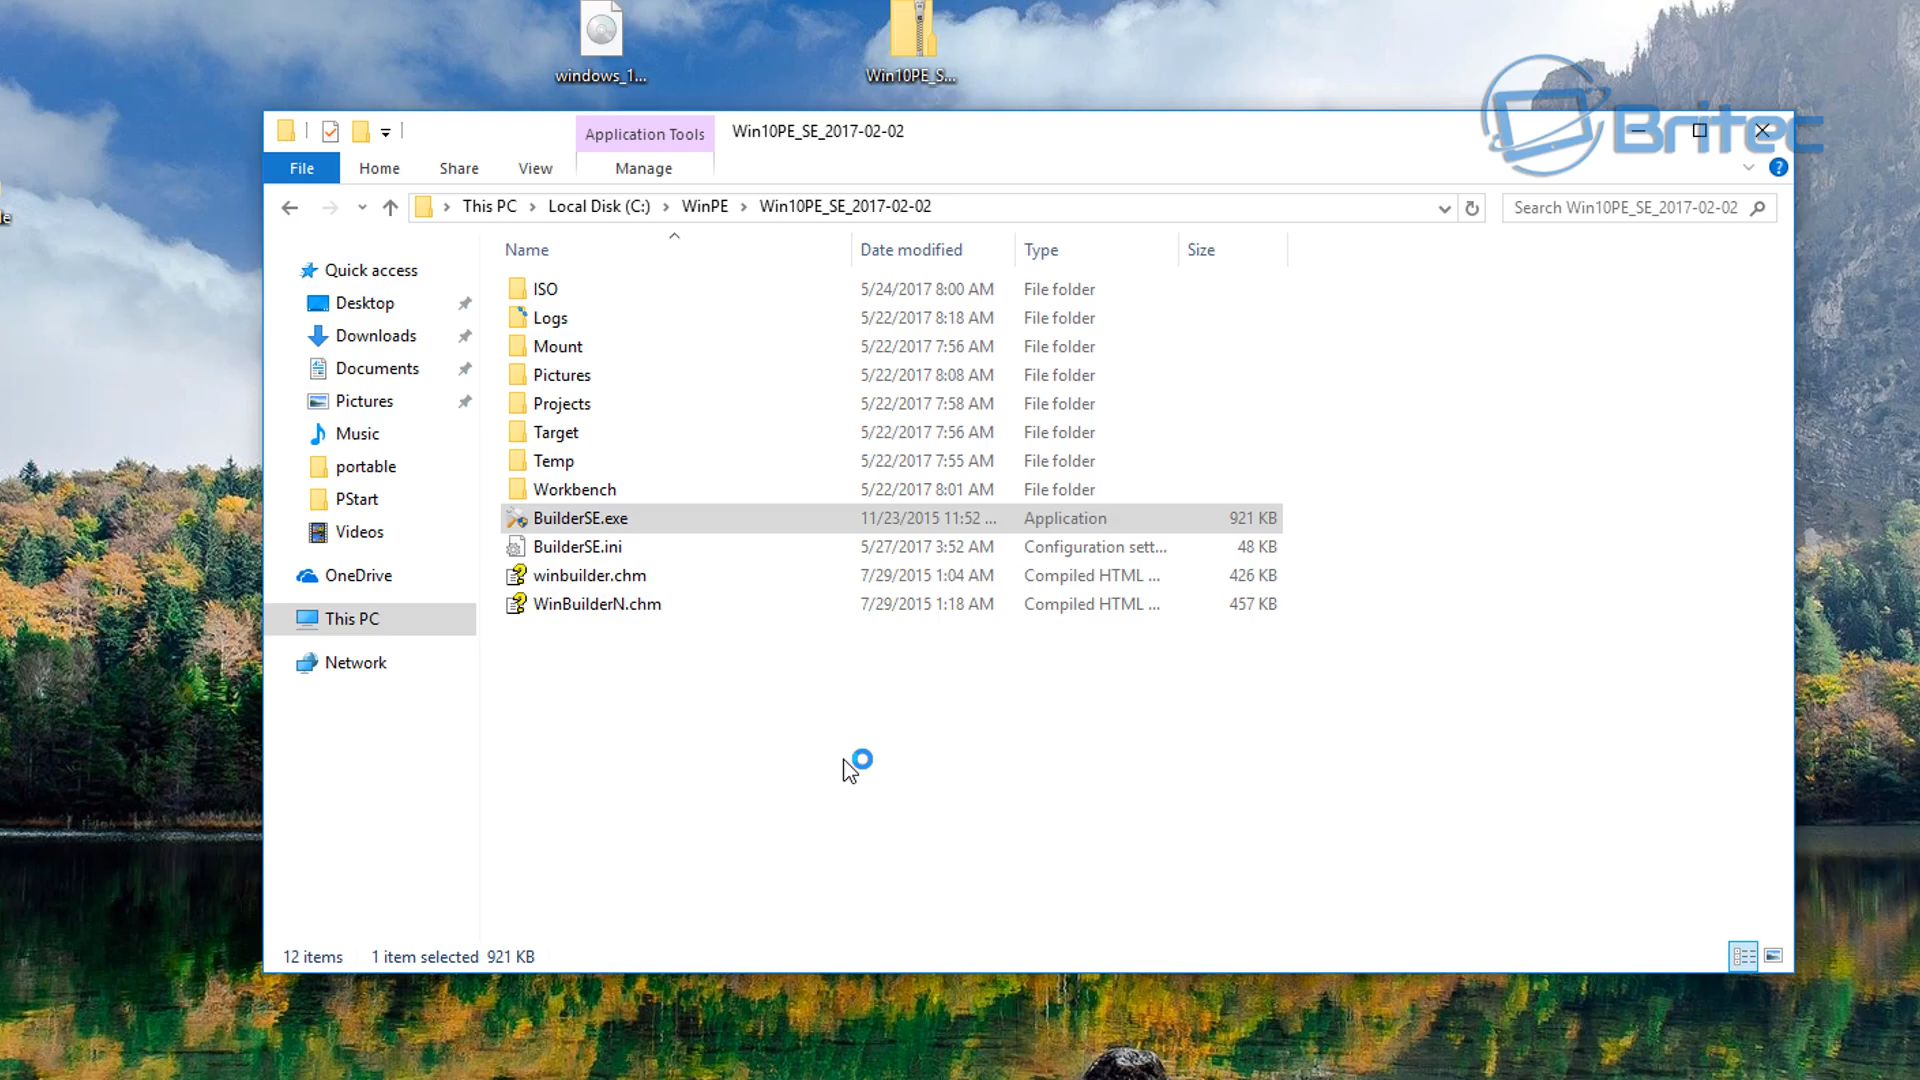 windows_1...
Win10PE_S...
le
Application Tools
Win10PE_SE_2017-02-02
Britec
File
Home
Share
View
Manage
?
This PC
Local Disk (C:)
WinPE
Win10PE_SE_2017-02-02
Search Win10PE_SE_2017-02-02
Name
Date modified
Type
Size
Quick access
Desktop
Downloads
Documents
Pictures
Music
portable
PStart
Videos
OneDrive
This PC
Network
ISO 5/24/2017 8:00 AM File folder
Logs 5/22/2017 8:18 AM File folder
Mount 5/22/2017 7:56 AM File folder
Pictures 5/22/2017 8:08 AM File folder
Projects 5/22/2017 7:58 AM File folder
Target 5/22/2017 7:56 AM File folder
Temp 5/22/2017 7:55 AM File folder
Workbench 5/22/2017 8:01 AM File folder
BuilderSE.exe 11/23/2015 11:52 ... Application 921 KB
BuilderSE.ini 5/27/2017 3:52 AM Configuration sett... 48 KB
winbuilder.chm 7/29/2015 1:04 AM Compiled HTML ... 426 KB
WinBuilderN.chm 7/29/2015 1:18 AM Compiled HTML ... 457 KB
12 items
1 item selected 921 KB